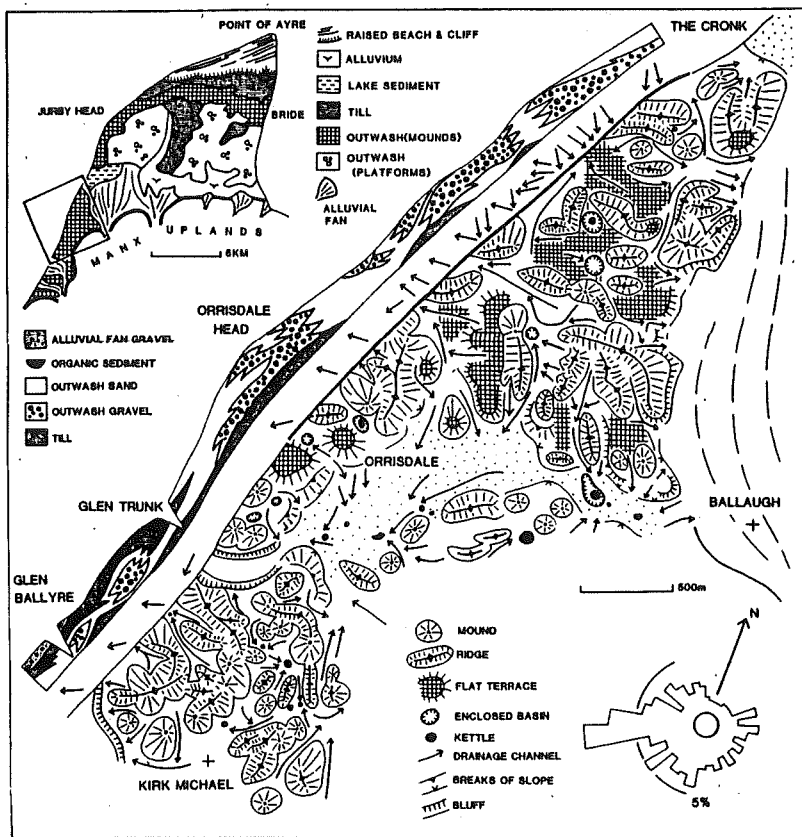 POINT OF AYRE
JURBY HEAD
BRIDE
MANX UPLANDS
6KM
RAISED BEACH & CLIFF
ALLUVIUM
LAKE SEDIMENT
TILL
OUTWASH(MOUNDS)
OUTWASH
(PLATFORMS)
ALLUVIAL
FAN
THE CRONK
ORRISDALE
HEAD
ALLUVIAL FAN GRAVEL
ORGANIC SEDIMENT
OUTWASH SAND
OUTWASH GRAVEL
TILL
GLEN TRUNK
GLEN
BALLYRE
ORRISDALE
BALLAUGH
500m
KIRK MICHAEL
MOUND
RIDGE
FLAT TERRACE
ENCLOSED BASIN
KETTLE
DRAINAGE CHANNEL
BREAKS OF SLOPE
BLUFF
N
5%